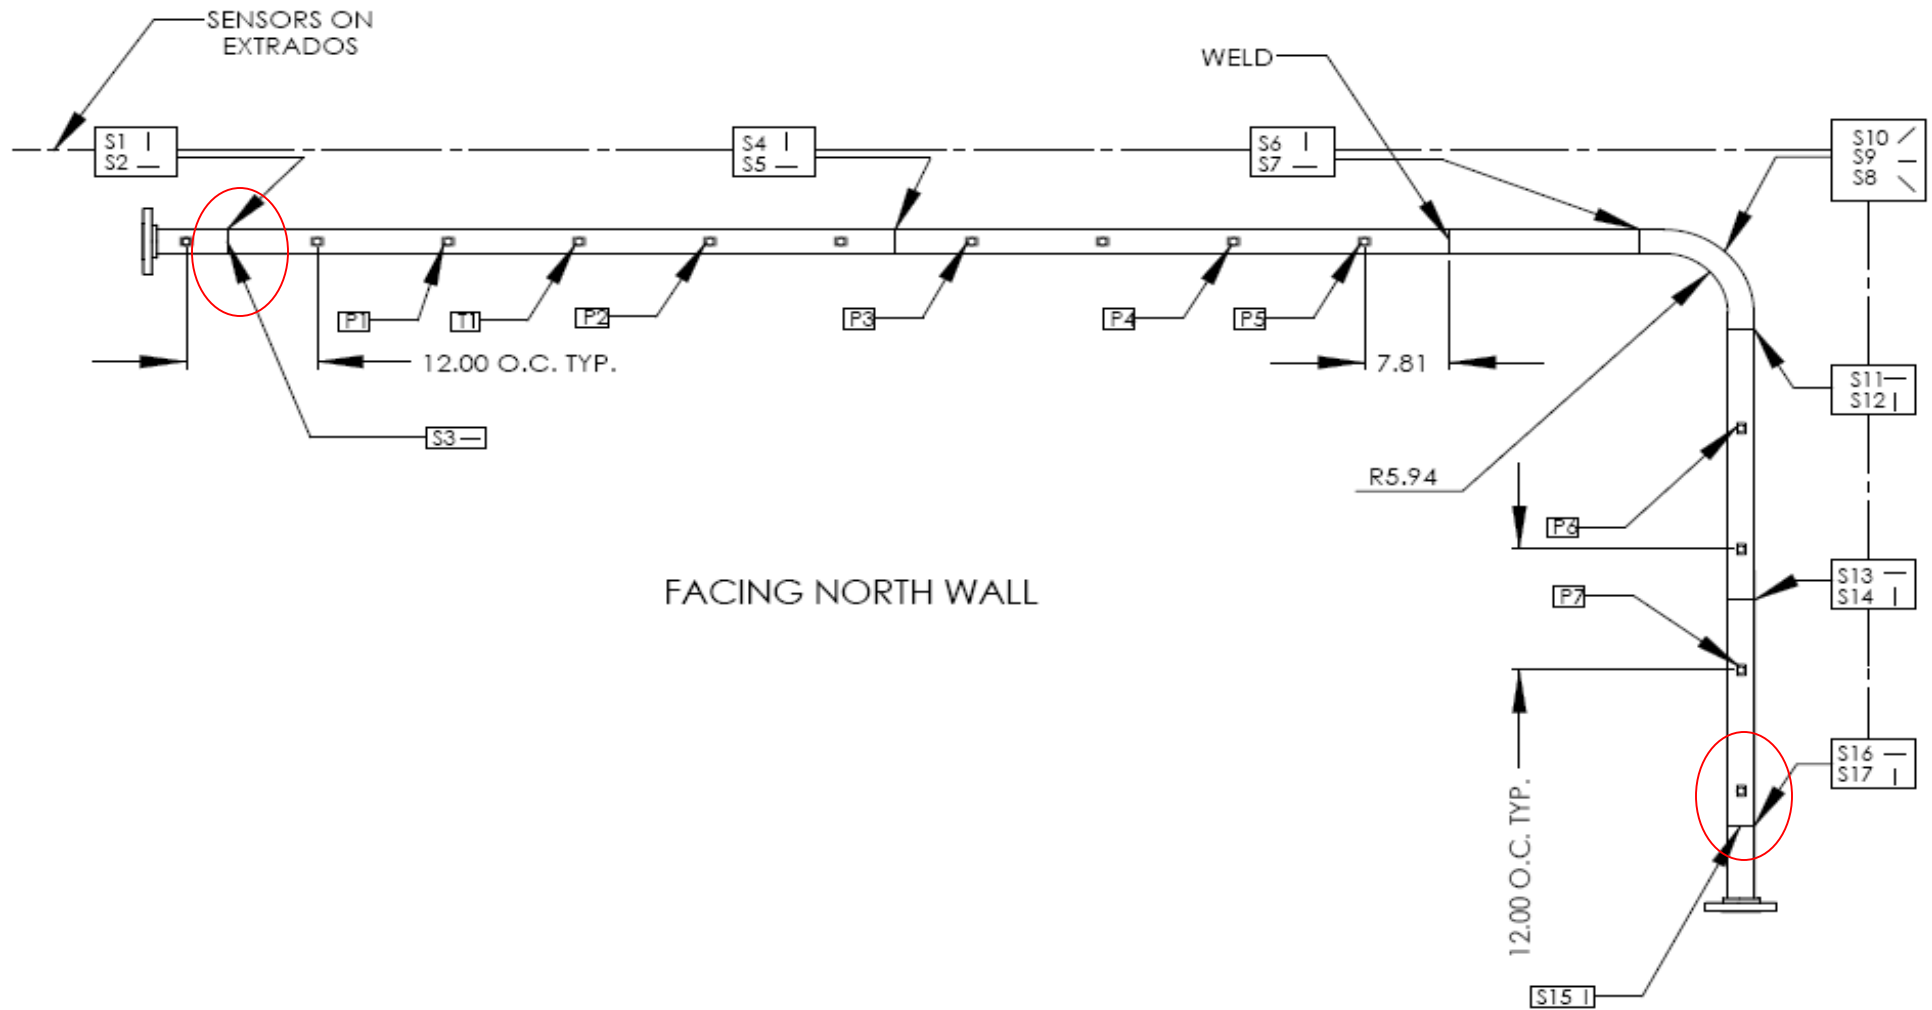 SENSORS ON
EXTRADOS
WELD
S1 |
S2 —
S4 |
S5 —
S6 |
S7 —
S10 /
S9 —
S8 \
P1
T1
P2
P3
P4
P5
12.00 O.C. TYP.
7.81
S11 —
S12 |
S3 —
R5.94
P6
FACING NORTH WALL
P7
S13 —
S14 |
S16 —
S17 |
12.00 O.C. TYP.
S15 |